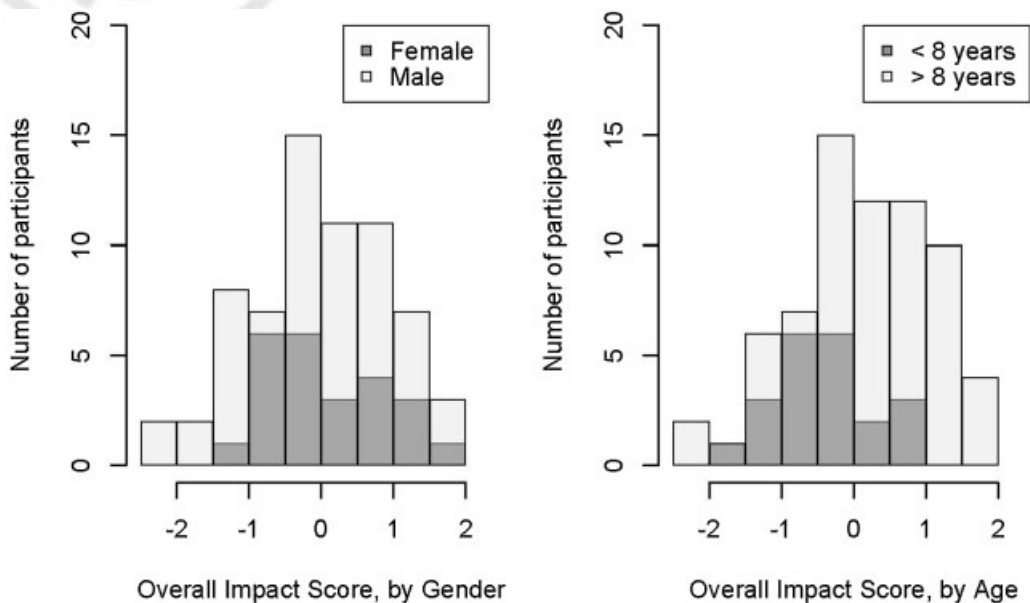 20
15
10
5
0
Number of participants
Female
Male
-2 -1 0 1 2
Overall Impact Score, by Gender
20
15
10
5
0
Number of participants
< 8 years
> 8 years
-2 -1 0 1 2
Overall Impact Score, by Age